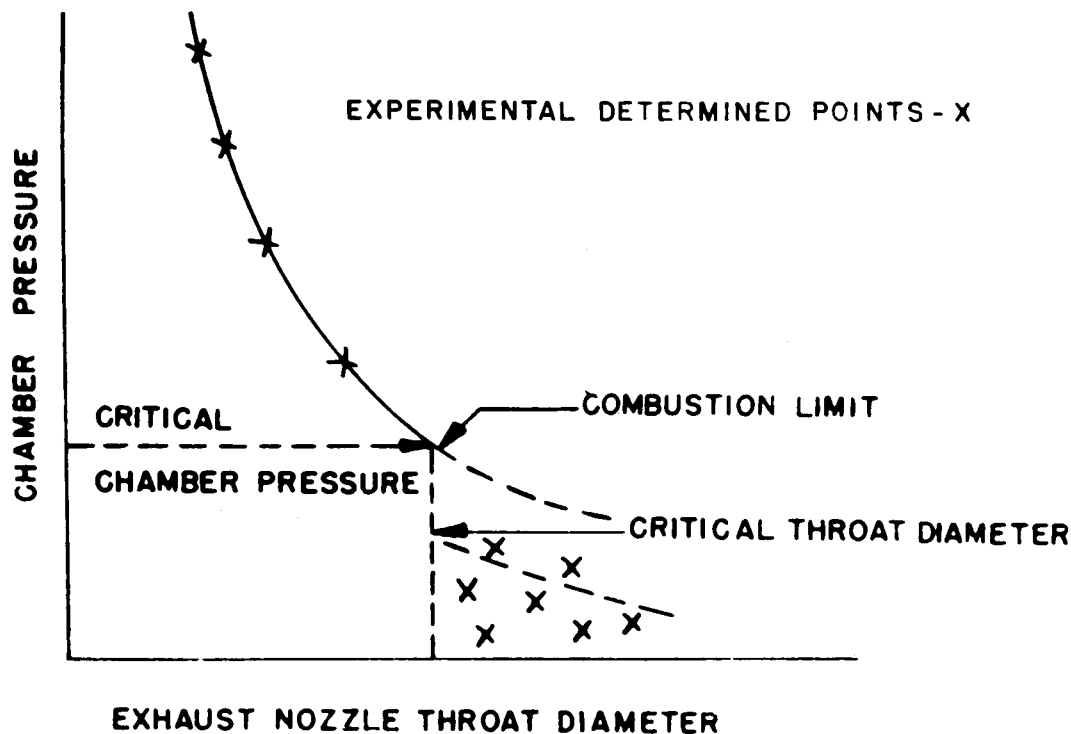 EXPERIMENTAL DETERMINED POINTS - X
CHAMBER PRESSURE
CRITICAL
CHAMBER PRESSURE
COMBUSTION LIMIT
CRITICAL THROAT DIAMETER
EXHAUST NOZZLE THROAT DIAMETER